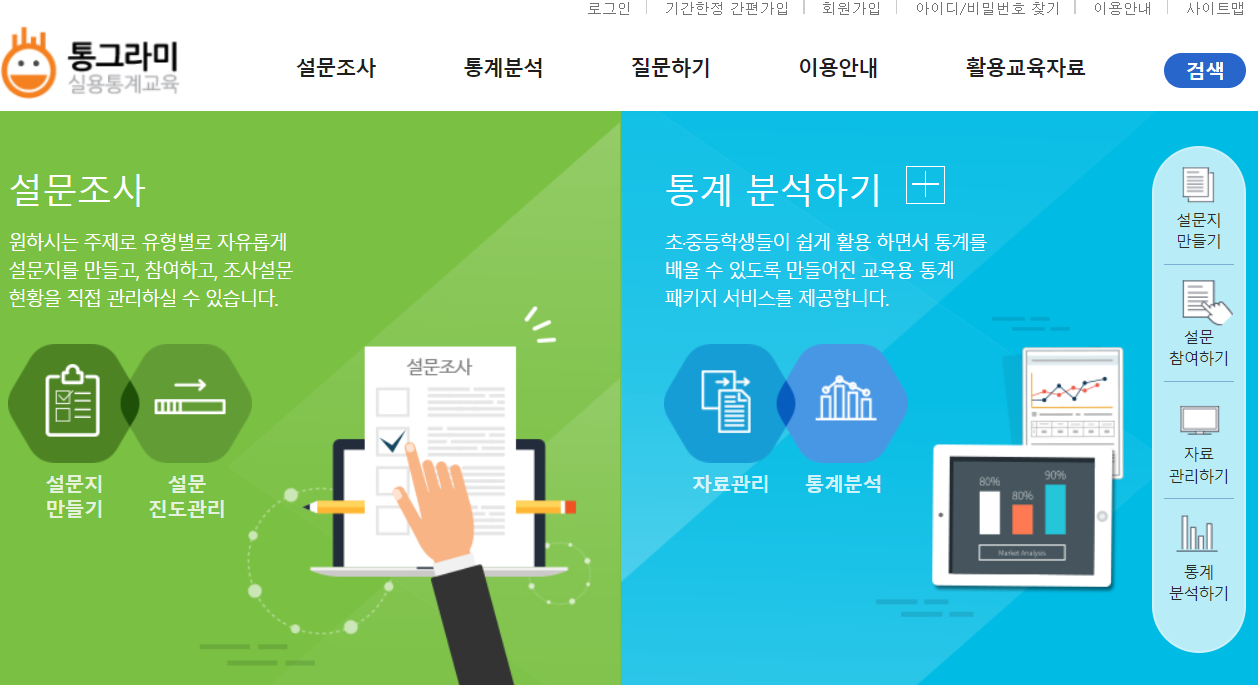 로그인 기간한정 간편가입 회원가입 아이디/비밀번호 찾기 이용안내 사이트맵
통그라미
실용통계교육
설문조사 통계분석 질문하기 이용안내 활용교육자료 검색
설문조사
원하시는 주제로 유형별로 자유롭게
설문지를 만들고, 참여하고, 조사설문
현황을 직접 관리하실 수 있습니다.
설문지
만들기
설문
진도관리
설문조사
통계 분석하기
초·중등학생들이 쉽게 활용 하면서 통계를
배울 수 있도록 만들어진 교육용 통계
패키지 서비스를 제공합니다.
자료관리
통계분석
80%
80%
90%
Market Analysis
설문지
만들기
설문
참여하기
자료
관리하기
통계
분석하기